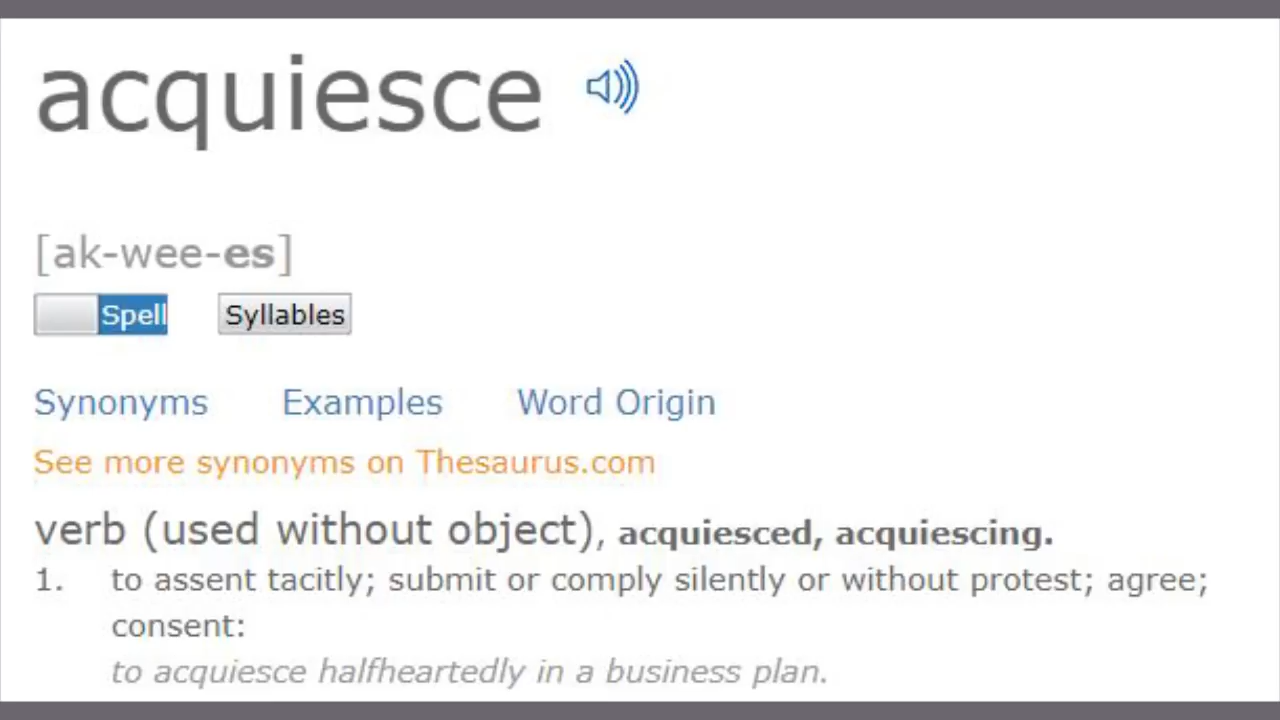 acquiesce
[ak-wee-es]
Spell Syllables
Synonyms Examples Word Origin
See more synonyms on Thesaurus.com
verb (used without object), acquiesced, acquiescing.
1. to assent tacitly; submit or comply silently or without protest; agree;
consent:
to acquiesce halfheartedly in a business plan.